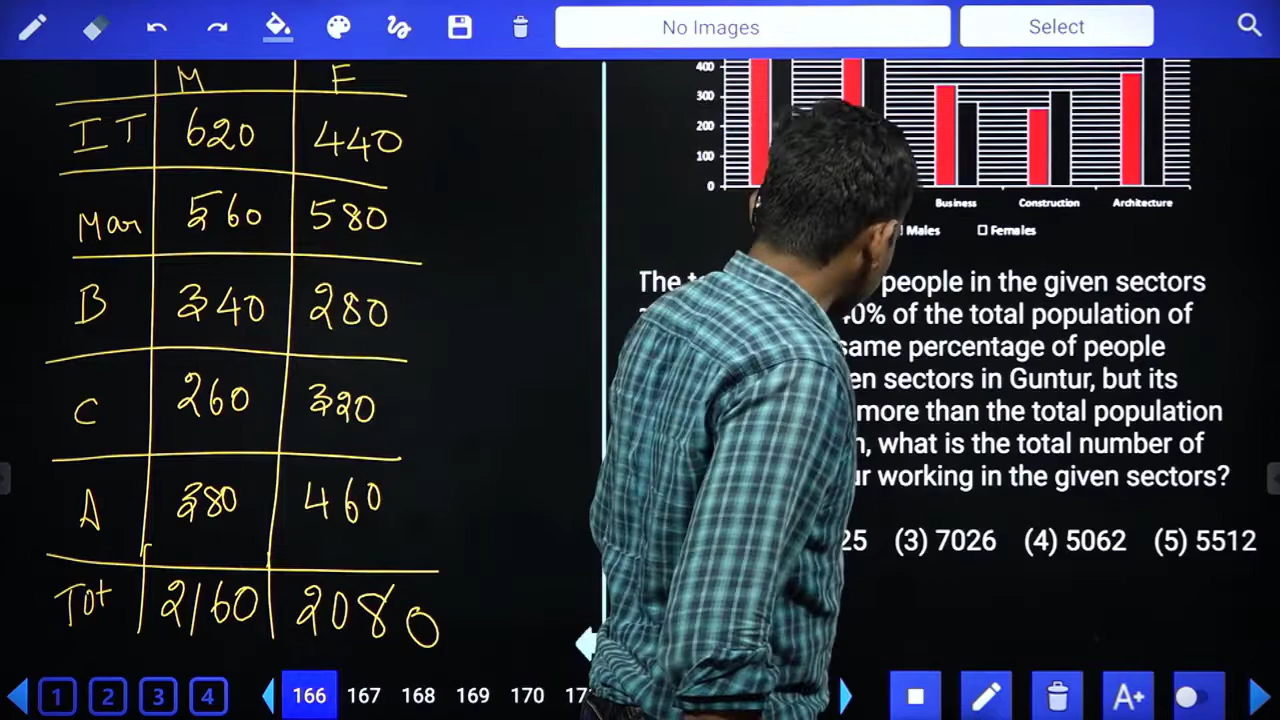 No Images
Select
M F
IT 620 440
Mar 560 580
B 340 280
C 260 320
A 380 460
Tot 2160 2080
400
300
200
100
0
Business Construction Architecture
Males Females
The people in the given sectors
40% of the total population of
same percentage of people
sectors in Guntur, but its
more than the total population
what is the total number of
working in the given sectors?
25 (3) 7026 (4) 5062 (5) 5512
1 2 3 4 166 167 168 169 170
A+